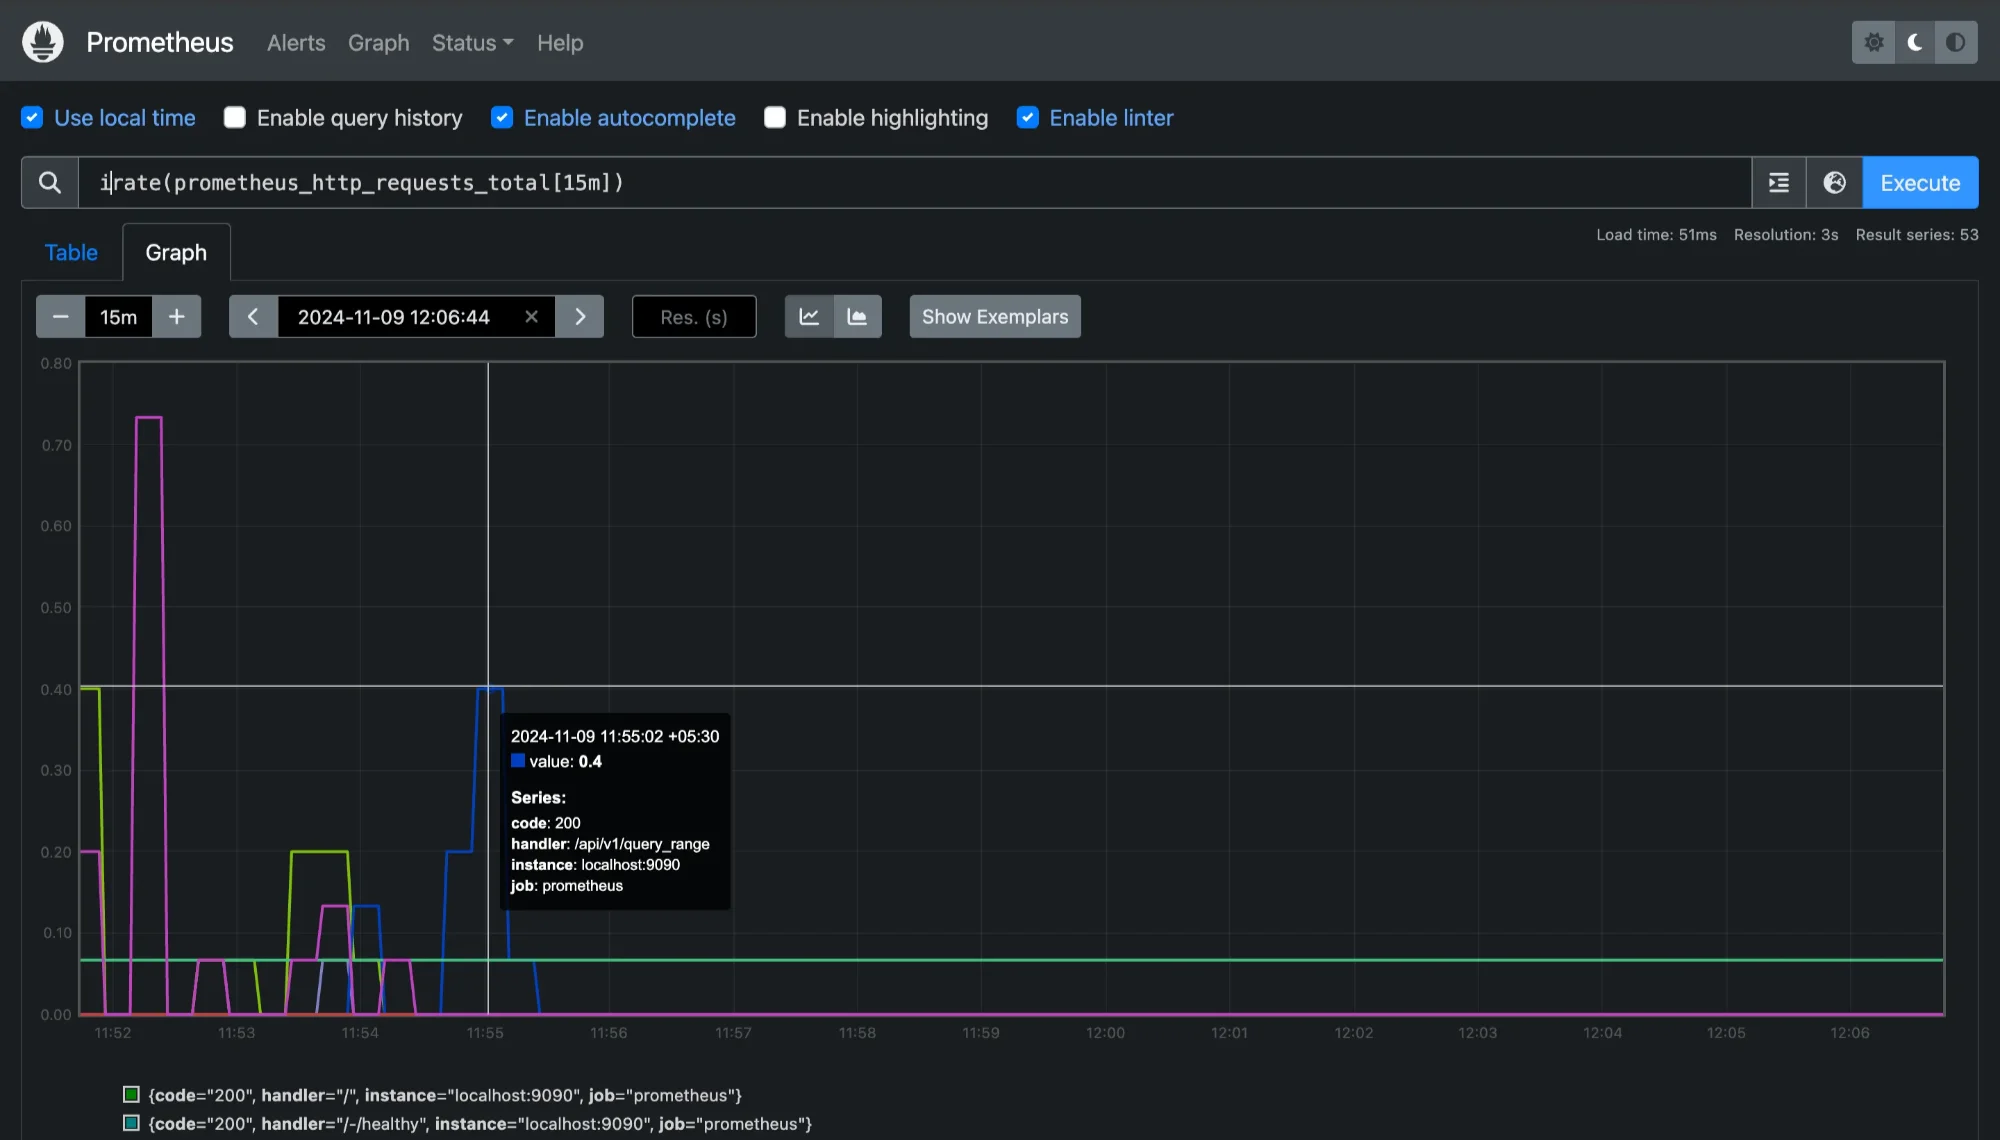 Prometheus Alerts Graph Status Help
Use local time Enable query history Enable autocomplete Enable highlighting Enable linter
irate(prometheus_http_requests_total[15m]) Execute
Load time: 51ms Resolution: 3s Result series: 53
Table Graph
− 15m + 2024-11-09 12:06:44 × Res. (s) Show Exemplars
0.80
0.70
0.60
0.50
0.40
0.30
0.20
0.10
0.00
2024-11-09 11:55:02 +05:30
value: 0.4
Series:
code: 200
handler: /api/v1/query_range
instance: localhost:9090
job: prometheus
11:52 11:53 11:54 11:55 11:56 11:57 11:58 11:59 12:00 12:01 12:02 12:03 12:04 12:05 12:06
{code="200", handler="/", instance="localhost:9090", job="prometheus"}
{code="200", handler="/-/healthy", instance="localhost:9090", job="prometheus"}